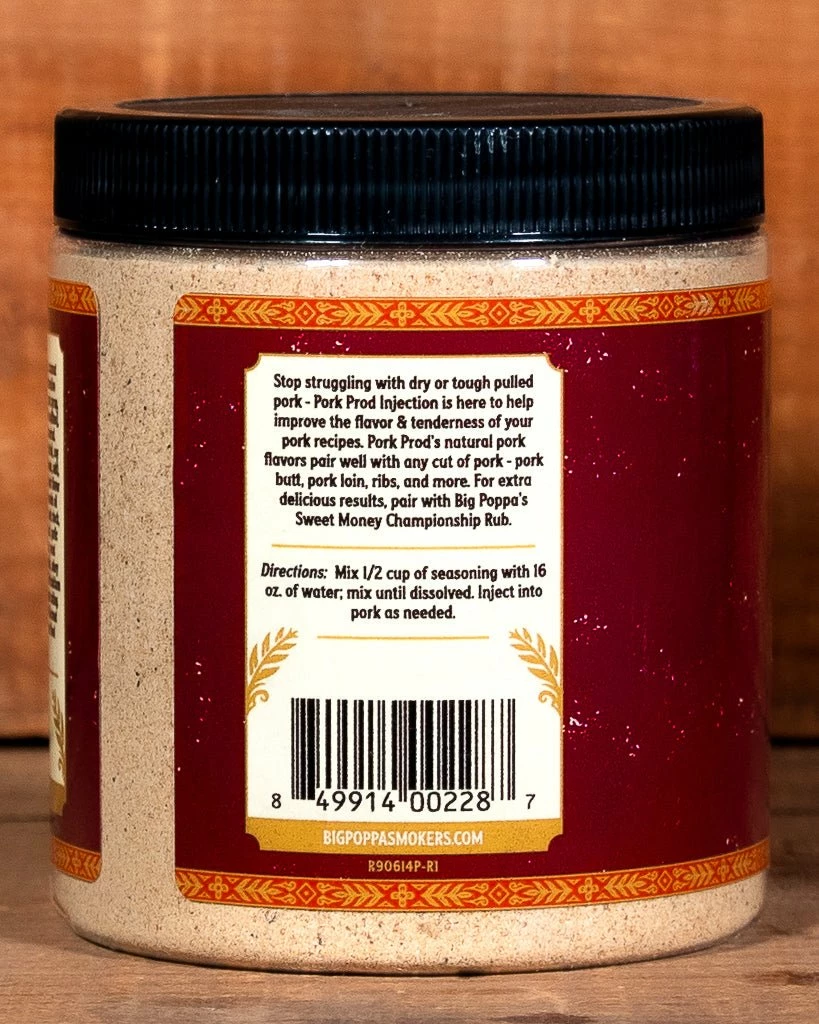 Stop struggling with dry or tough pulled
pork - Pork Prod Injection is here to help
improve the flavor & tenderness of your
pork recipes. Pork Prod's natural pork
flavors pair well with any cut of pork - pork
butt, pork loin, ribs, and more. For extra
delicious results, pair with Big Poppa's
Sweet Money Championship Rub.
Directions: Mix 1/2 cup of seasoning with 16
oz. of water; mix until dissolved. Inject into
pork as needed.
8 49914 00228 7
BIGPOPPASMOKERS.COM
R90614P-R1